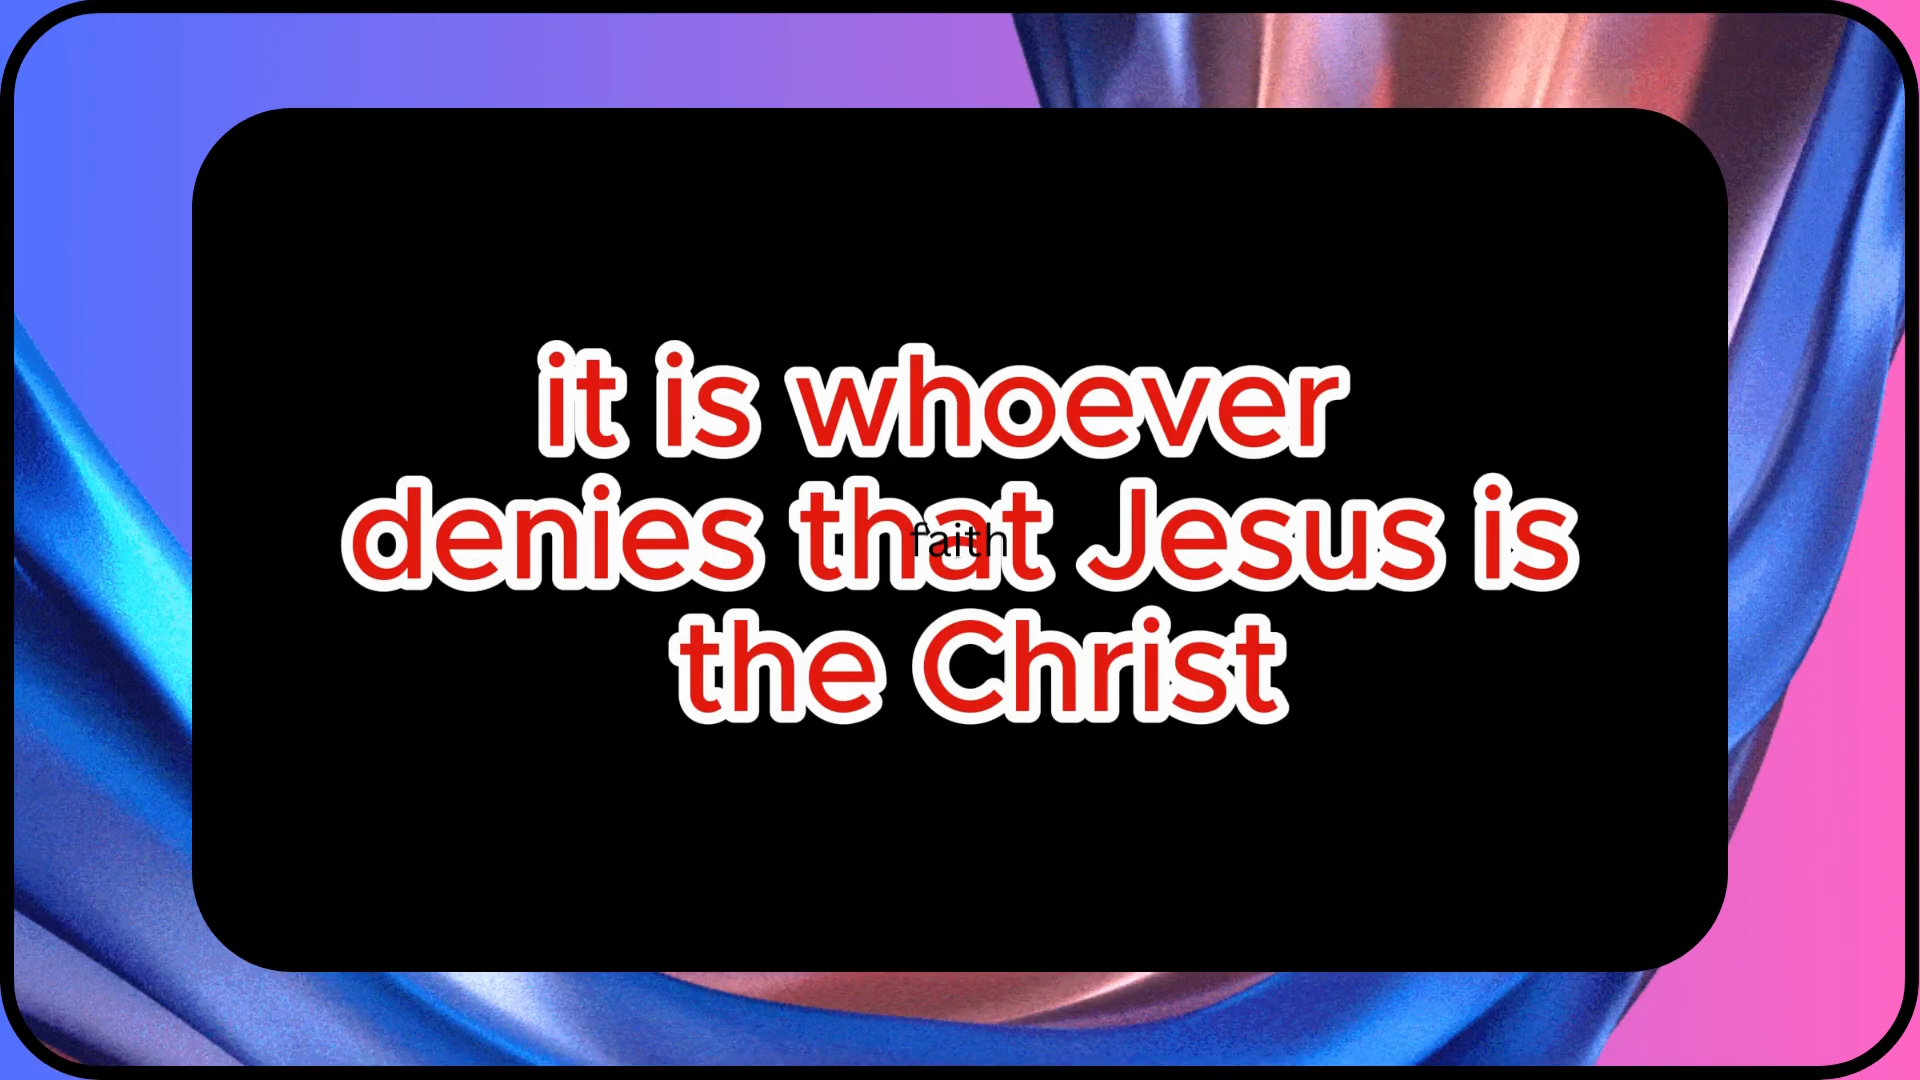 it is whoever
denies that Jesus is
faith
the Christ